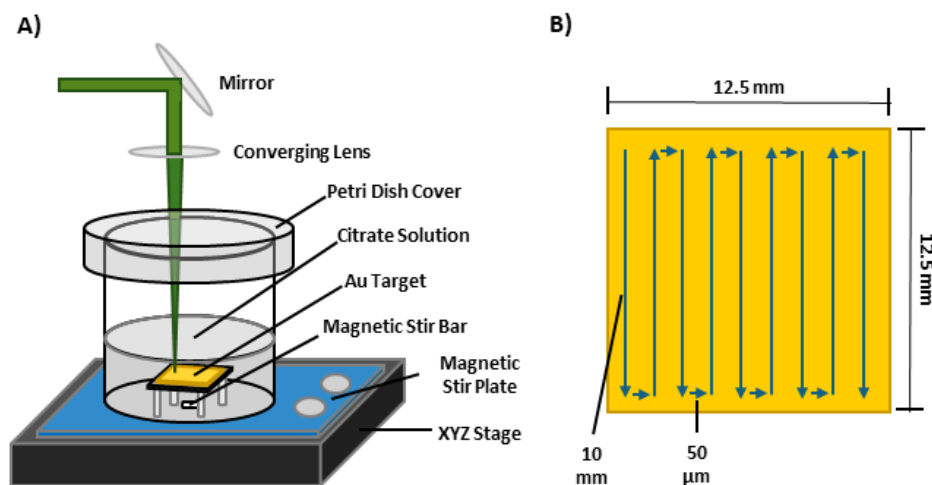 A)
Mirror
Converging Lens
Petri Dish Cover
Citrate Solution
Au Target
Magnetic Stir Bar
Magnetic
Stir Plate
XYZ Stage
B)
12.5 mm
12.5 mm
10
mm
50
µm